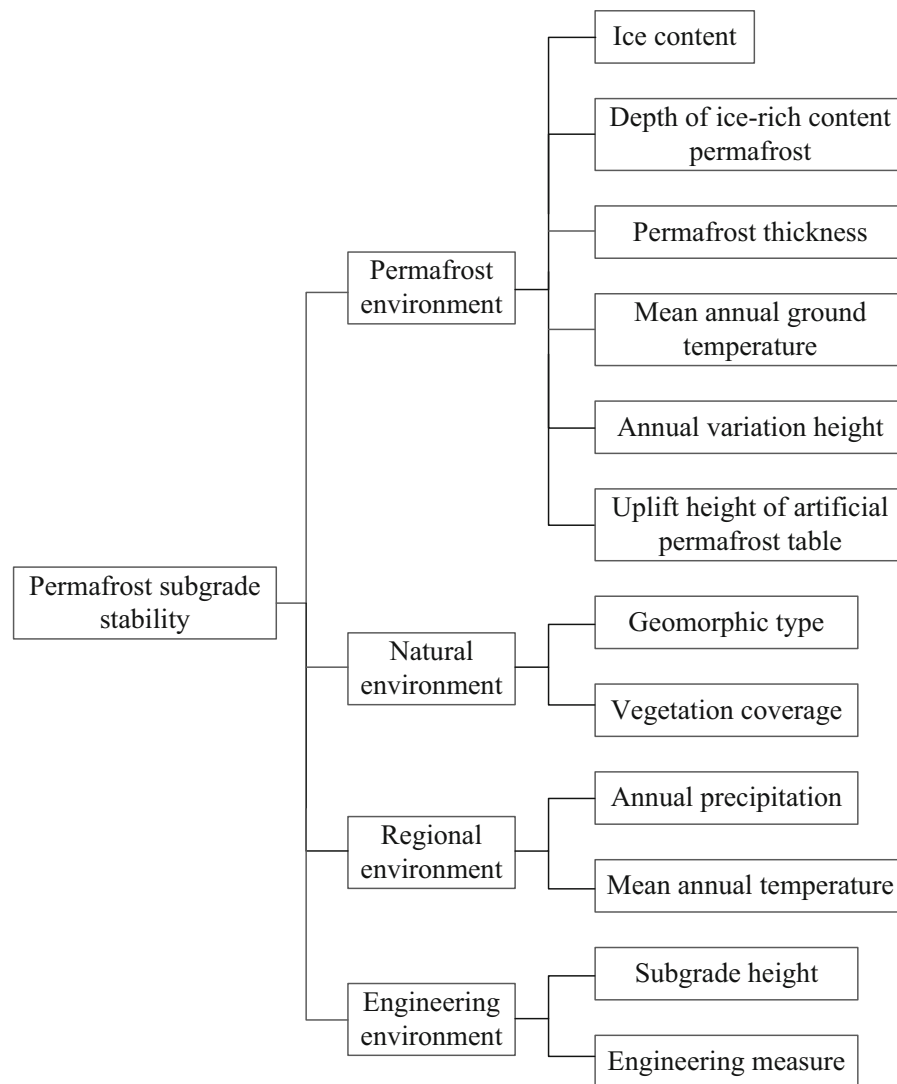 Ice content
Depth of ice-rich content
permafrost
Permafrost thickness
Permafrost
environment
Mean annual ground
temperature
Annual variation height
Uplift height of artificial
permafrost table
Permafrost subgrade
stability
Natural
environment
Geomorphic type
Vegetation coverage
Regional
environment
Annual precipitation
Mean annual temperature
Engineering
environment
Subgrade height
Engineering measure